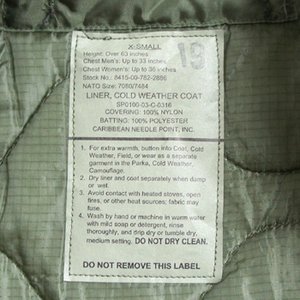 X-SMALL
19
Height: Over 63 inches
Chest Men's: Up to 33 inches
Chest Women's: Up to 36 inches
Stock No.: 8415-00-782-2886
NATO Size: 7080/7484
LINER, COLD WEATHER COAT
SP0100-03-C-0316
COVERING: 100% NYLON
BATTING: 100% POLYESTER
CARIBBEAN NEEDLE POINT, INC.
1. For extra warmth, button into Coat, Cold
Weather, Field, or wear as a separate
garment in the Parka, Cold Weather,
Camouflage.
2. Dry liner and coat separately when damp
or wet.
3. Avoid contact with heated stoves, open
fires, or other heat sources; fabric may
fuse.
4. Wash by hand or machine in warm water
with mild soap or detergent, rinse
thoroughly, and drip dry or tumble dry,
medium setting. DO NOT DRY CLEAN.
DO NOT REMOVE THIS LABEL